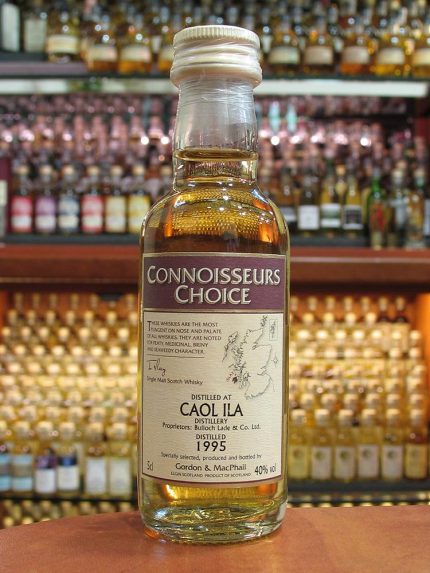 CONNOISSEURS
CHOICE
THESE WHISKIES ARE THE MOST
PUNGENT ON NOSE AND PALATE
OF ALL WHISKIES. THEY ARE NOTED
FOR PEATY, MEDICINAL, BRINY
AND SEAWEEDY CHARACTER.
Islay
Single Malt Scotch Whisky
DISTILLED AT
CAOL ILA
DISTILLERY
Proprietors: Bulloch Lade & Co. Ltd.
DISTILLED
1995
Specially selected, produced and bottled by
5cl Gordon & MacPhail 40% vol
ELGIN SCOTLAND PRODUCT OF SCOTLAND